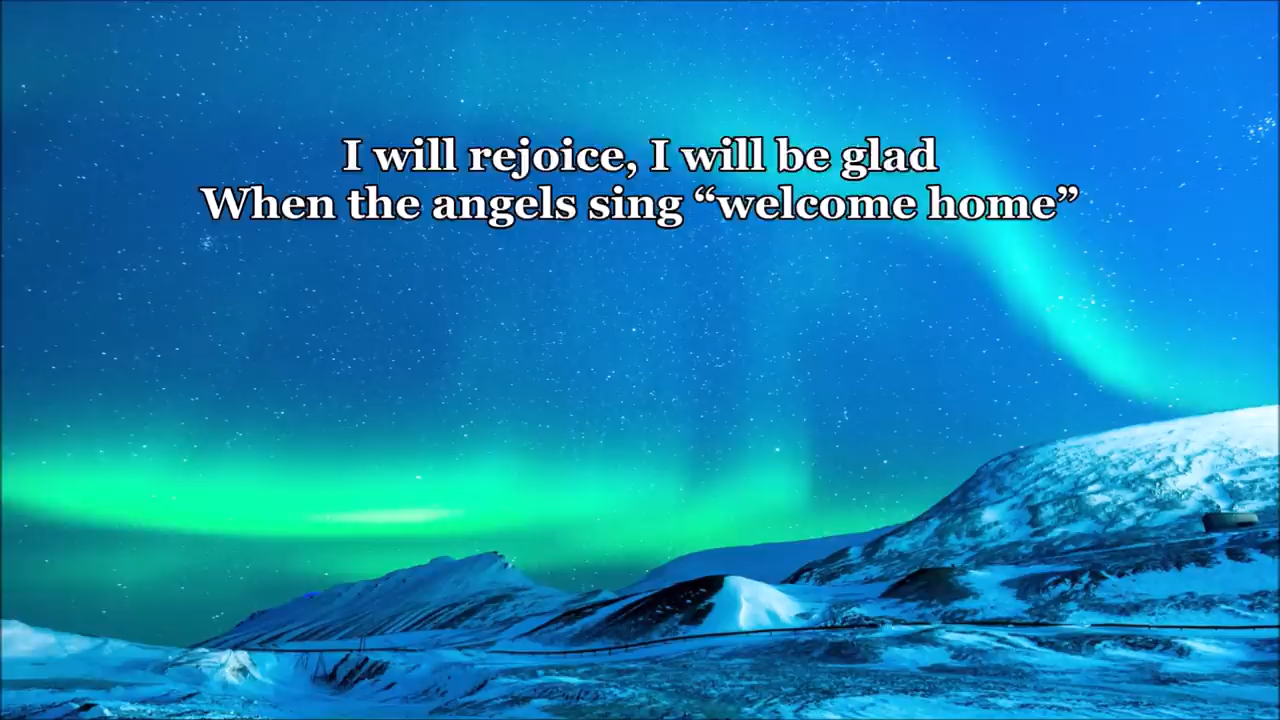 I will rejoice, I will be glad
When the angels sing “welcome home”